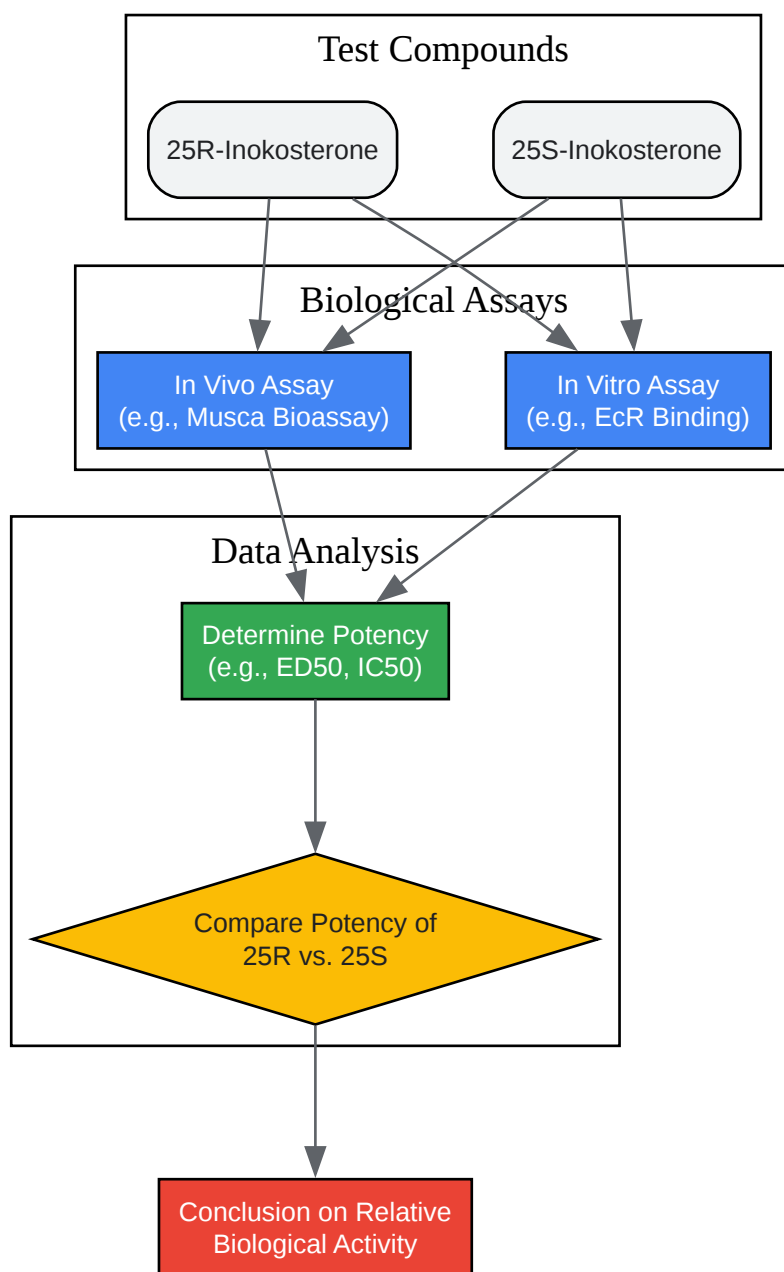 Test Compounds
25R-Inokosterone
25S-Inokosterone
Biological Assays
In Vivo Assay
(e.g., Musca Bioassay)
In Vitro Assay
(e.g., EcR Binding)
Data Analysis
Determine Potency
(e.g., ED50, IC50)
Compare Potency of
25R vs. 25S
Conclusion on Relative
Biological Activity